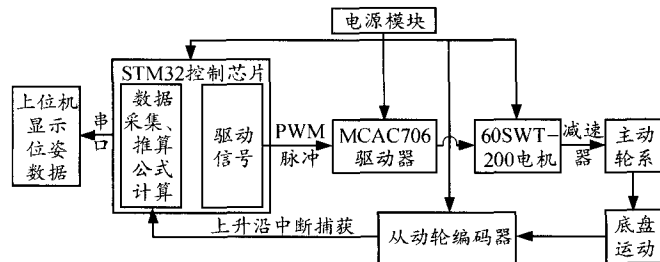 电源模块
STM32控制芯片
数据
采集、
推算
公式
计算
驱动
信号
上位机
显示
位姿
数据
串
口
PWM
脉冲
MCAC706
驱动器
60SWT-
200电机
减速
器
主动
轮系
上升沿中断捕获
从动轮编码器
底盘
运动